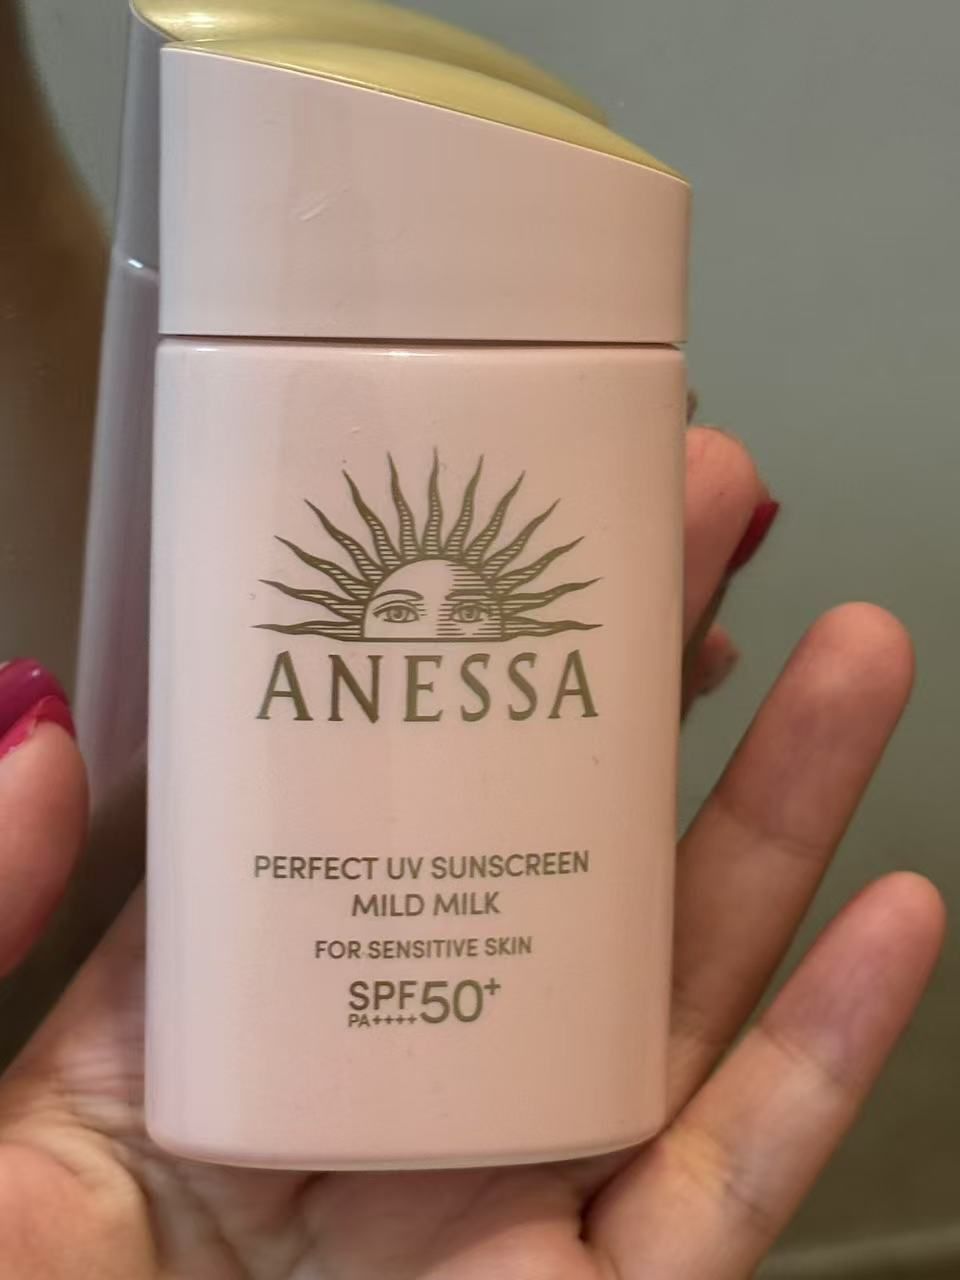 ANESSA
PERFECT UV SUNSCREEN
MILD MILK
FOR SENSITIVE SKIN
SPF50+
PA++++